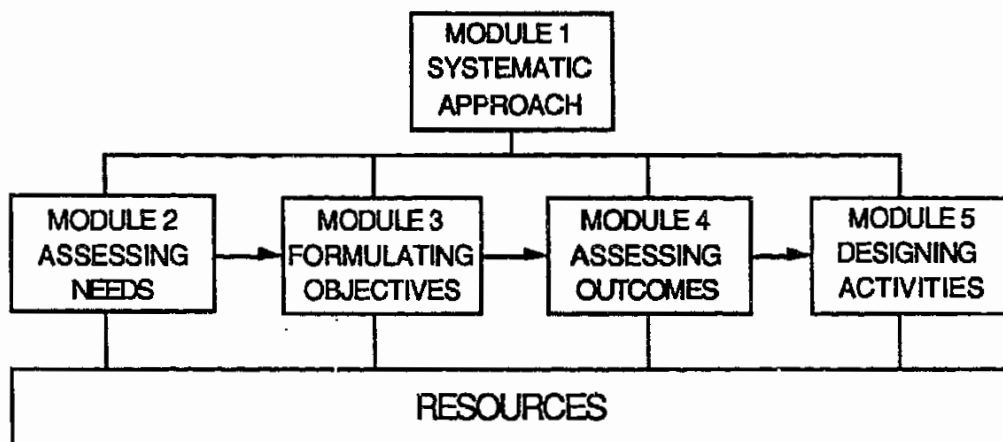 MODULE 1
SYSTEMATIC
APPROACH
MODULE 2
ASSESSING
NEEDS
MODULE 3
FORMULATING
OBJECTIVES
MODULE 4
ASSESSING
OUTCOMES
MODULE 5
DESIGNING
ACTIVITIES
RESOURCES